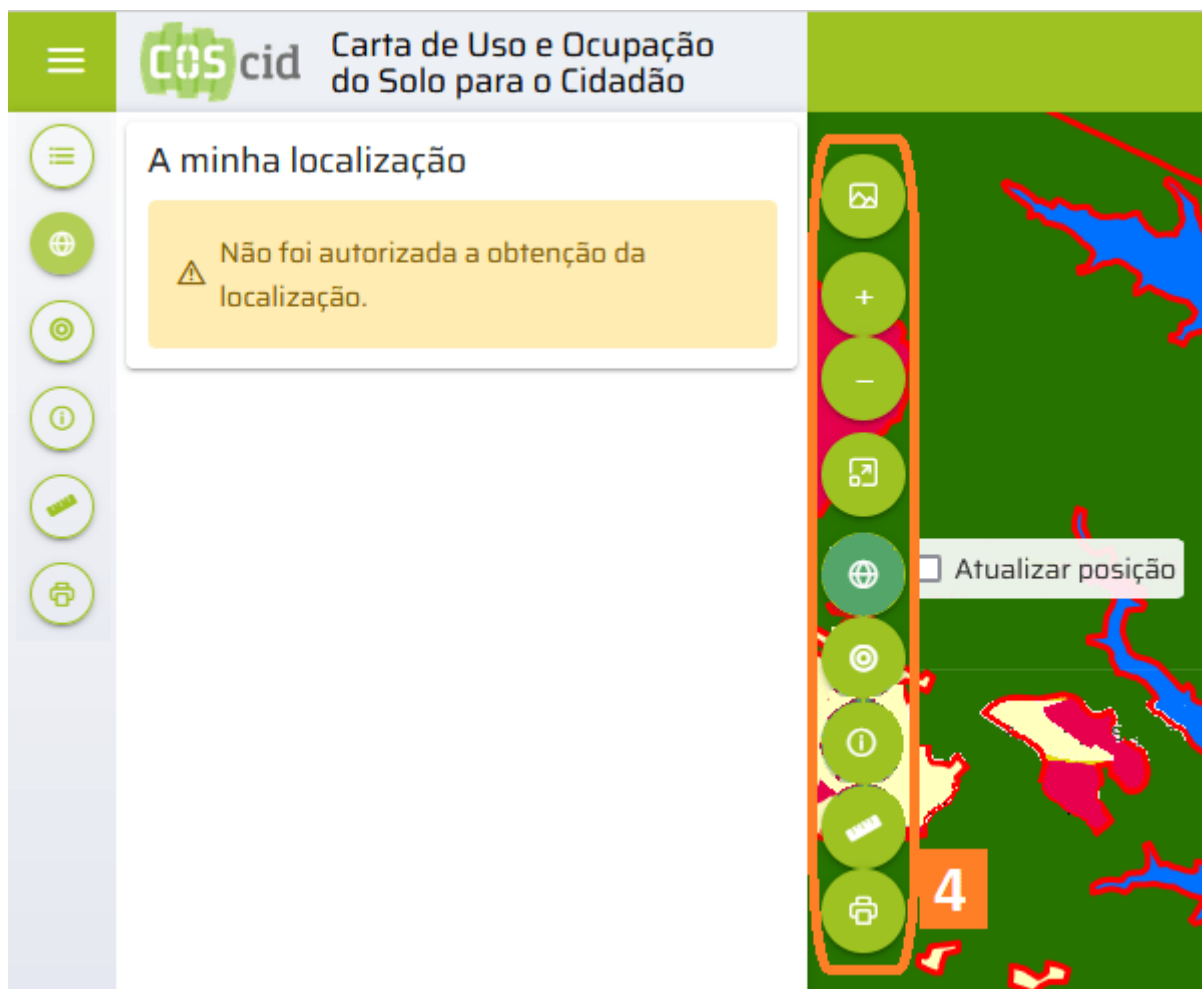 COS cid
Carta de Uso e Ocupação
do Solo para o Cidadão
A minha localização
Não foi autorizada a obtenção da
localização.
Atualizar posição
4